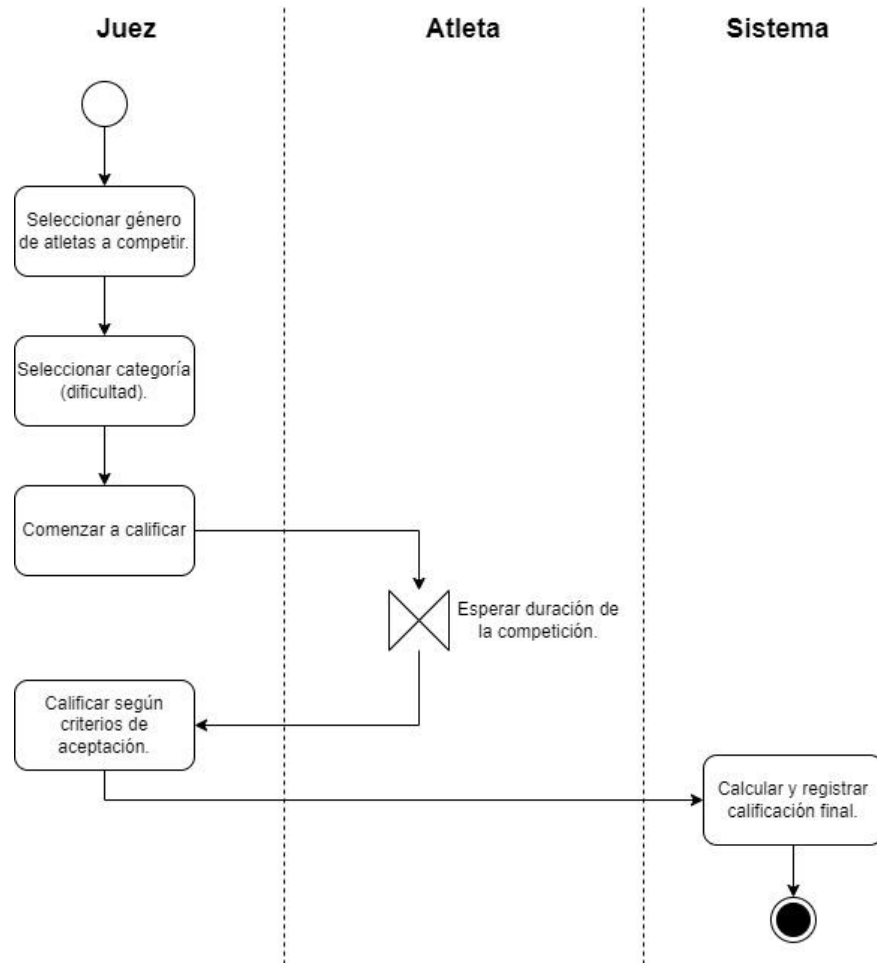 Juez
Atleta
Sistema
Seleccionar género
de atletas a competir.
Seleccionar categoría
(dificultad).
Comenzar a calificar
Esperar duración de
la competición.
Calificar según
criterios de
aceptación.
Calcular y registrar
calificación final.